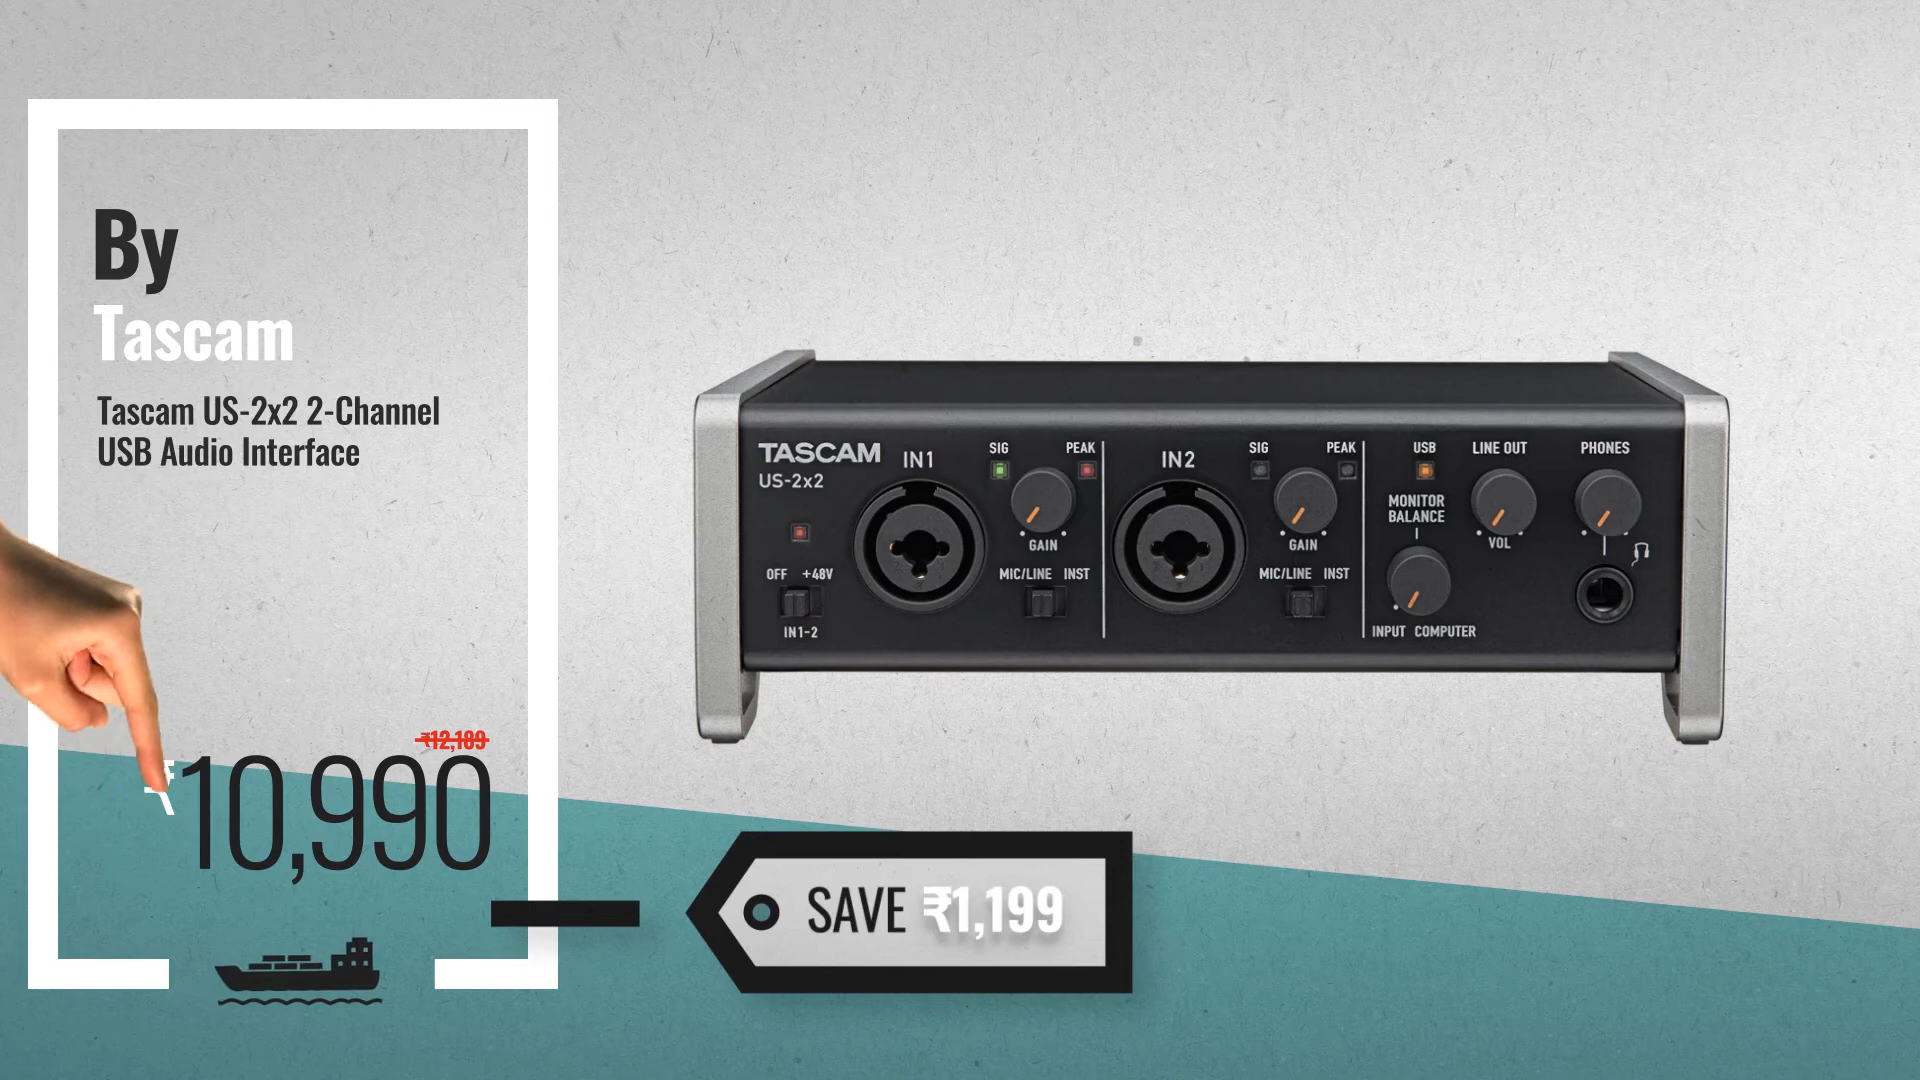 By
Tascam
Tascam US-2x2 2-Channel
USB Audio Interface
₹12,189
₹10,990
SAVE ₹1,199
TASCAM
US-2x2
IN1
SIG PEAK
GAIN
OFF +48V
IN1-2
MIC/LINE INST
IN2
SIG PEAK
GAIN
MIC/LINE INST
USB
LINE OUT
PHONES
MONITOR
BALANCE
VOL
INPUT COMPUTER